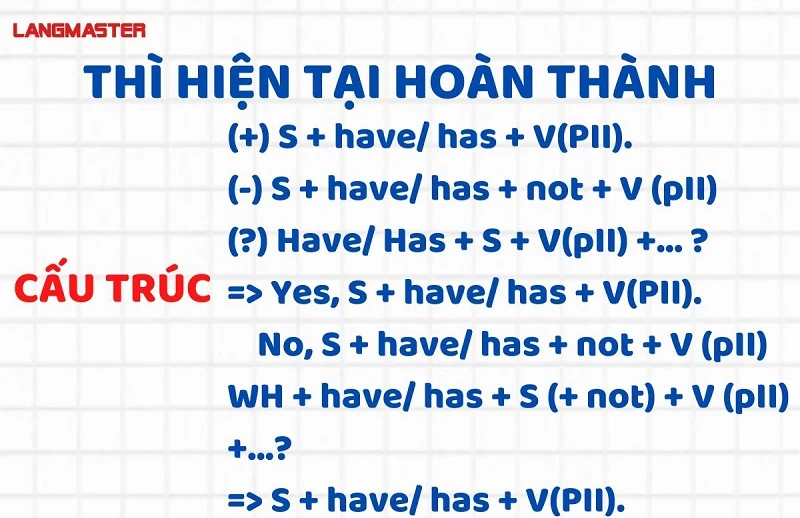 LANGMASTER
THÌ HIỆN TẠI HOÀN THÀNH
(+) S + have/ has + V(PII).
(-) S + have/ has + not + V (pII)
(?) Have/ Has + S + V(pII) +... ?
CẤU TRÚC
=> Yes, S + have/ has + V(PII).
No, S + have/ has + not + V (pII)
WH + have/ has + S (+ not) + V (pII)
+...?
=> S + have/ has + V(PII).